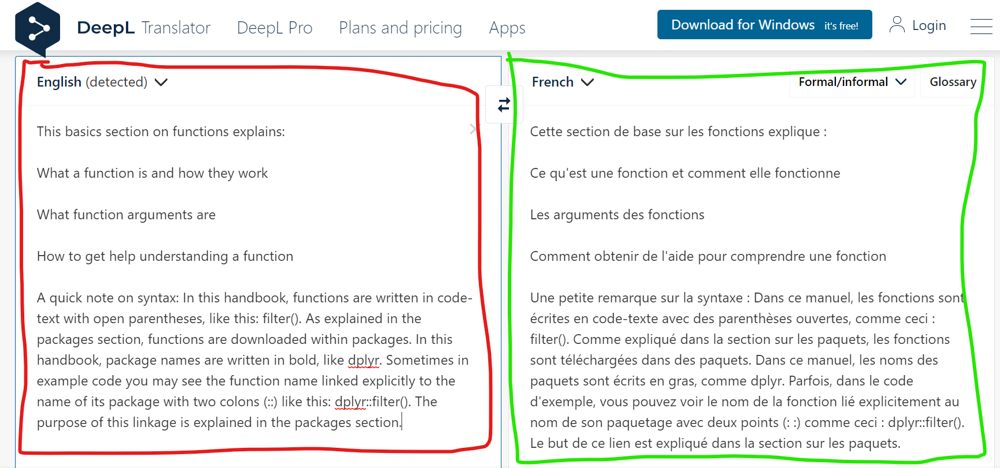 DeepL Translator DeepL Pro Plans and pricing Apps Download for Windows it's free! Login
English (detected)
This basics section on functions explains:
What a function is and how they work
What function arguments are
How to get help understanding a function
A quick note on syntax: In this handbook, functions are written in code-
text with open parentheses, like this: filter(). As explained in the
packages section, functions are downloaded within packages. In this
handbook, package names are written in bold, like dplyr. Sometimes in
example code you may see the function name linked explicitly to the
name of its package with two colons (::) like this: dplyr::filter(). The
purpose of this linkage is explained in the packages section.
French Formal/informal Glossary
Cette section de base sur les fonctions explique :
Ce qu'est une fonction et comment elle fonctionne
Les arguments des fonctions
Comment obtenir de l'aide pour comprendre une fonction
Une petite remarque sur la syntaxe : Dans ce manuel, les fonctions sont
écrites en code-texte avec des parenthèses ouvertes, comme ceci :
filter(). Comme expliqué dans la section sur les paquets, les fonctions
sont téléchargées dans des paquets. Dans ce manuel, les noms des
paquets sont écrits en gras, comme dplyr. Parfois, dans le code
d'exemple, vous pouvez voir le nom de la fonction lié explicitement au
nom de son paquetage avec deux points (: :) comme ceci : dplyr::filter().
Le but de ce lien est expliqué dans la section sur les paquets.